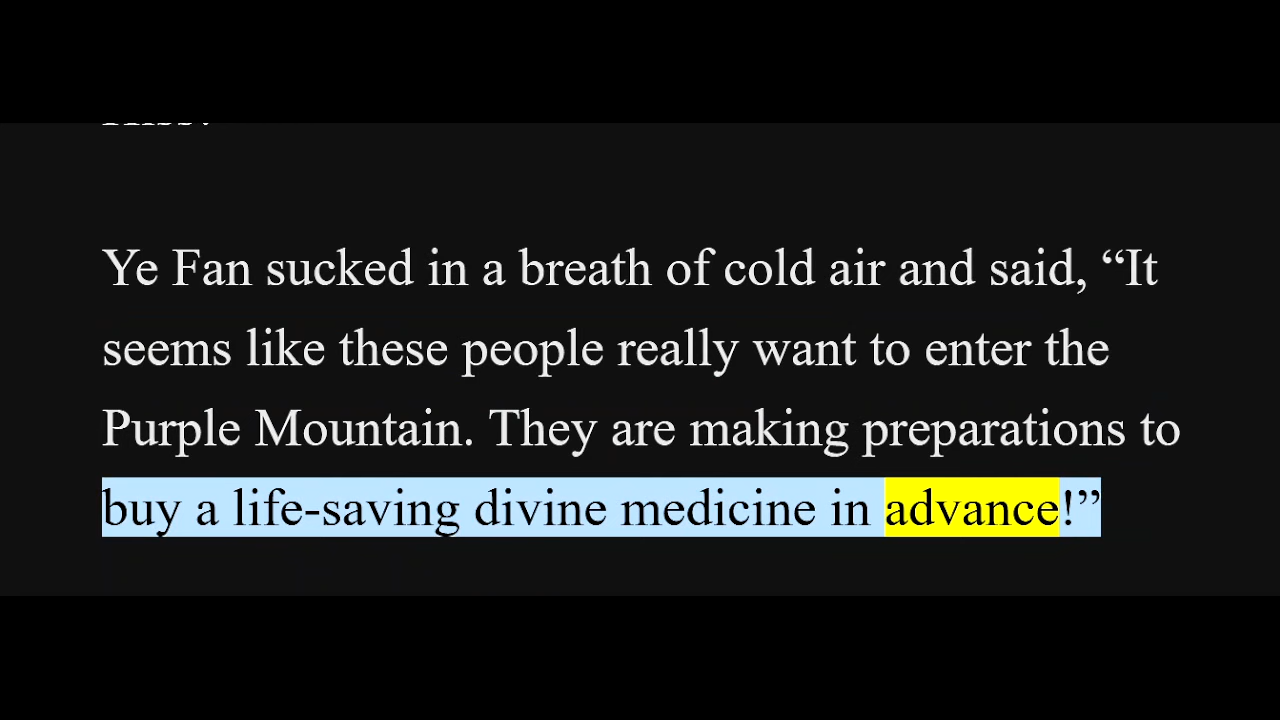 Ye Fan sucked in a breath of cold air and said, “It
seems like these people really want to enter the
Purple Mountain. They are making preparations to
buy a life-saving divine medicine in advance!”